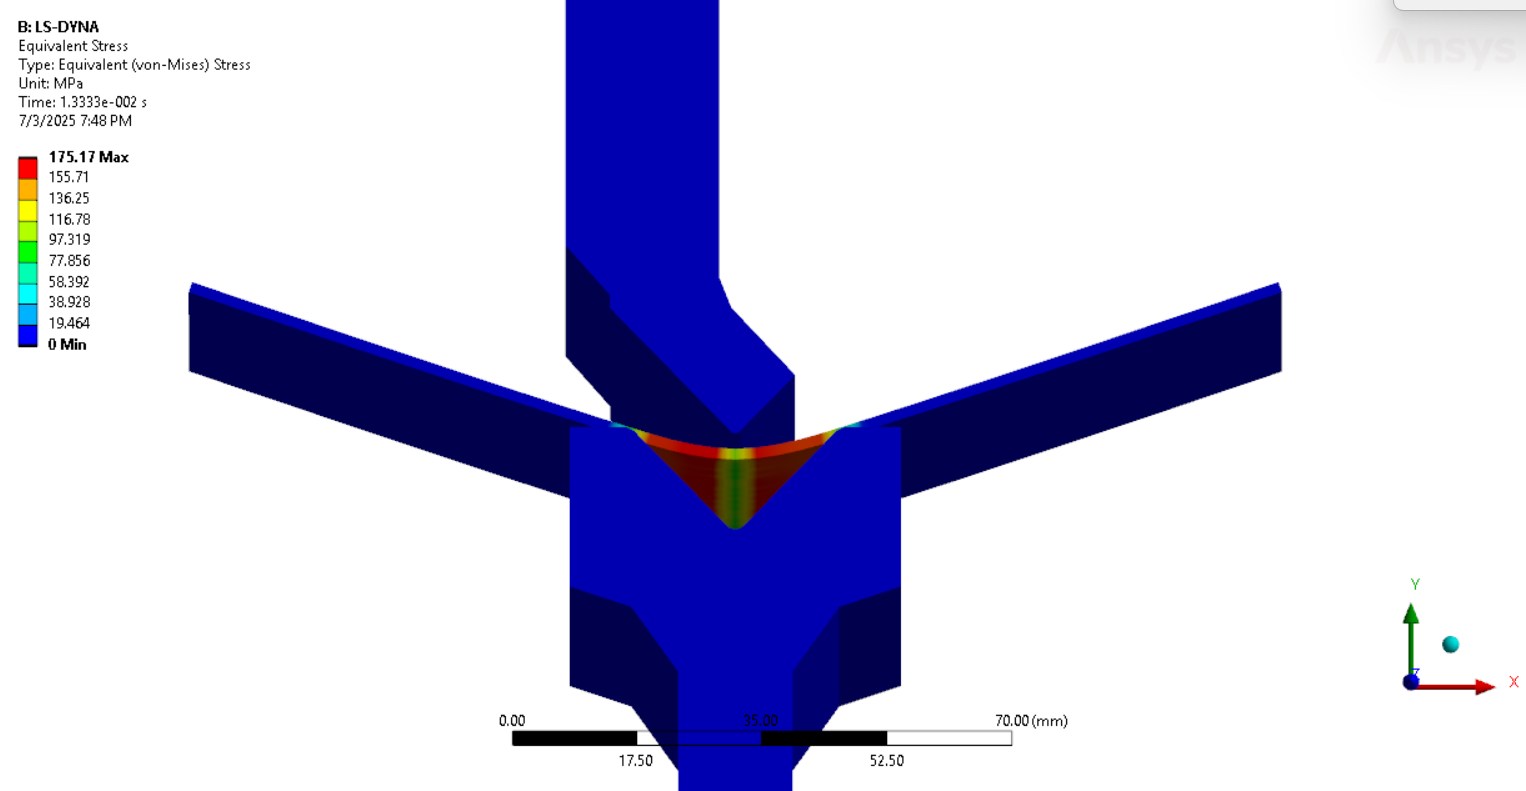 B: LS-DYNA
Equivalent Stress
Type: Equivalent (von-Mises) Stress
Unit: MPa
Time: 1.3333e-002 s
7/3/2025 7:48 PM
175.17 Max
155.71
136.25
116.78
97.319
77.856
58.392
38.928
19.464
0 Min
Ansys
Y
Z
X
0.00 35.00 70.00 (mm)
17.50 52.50